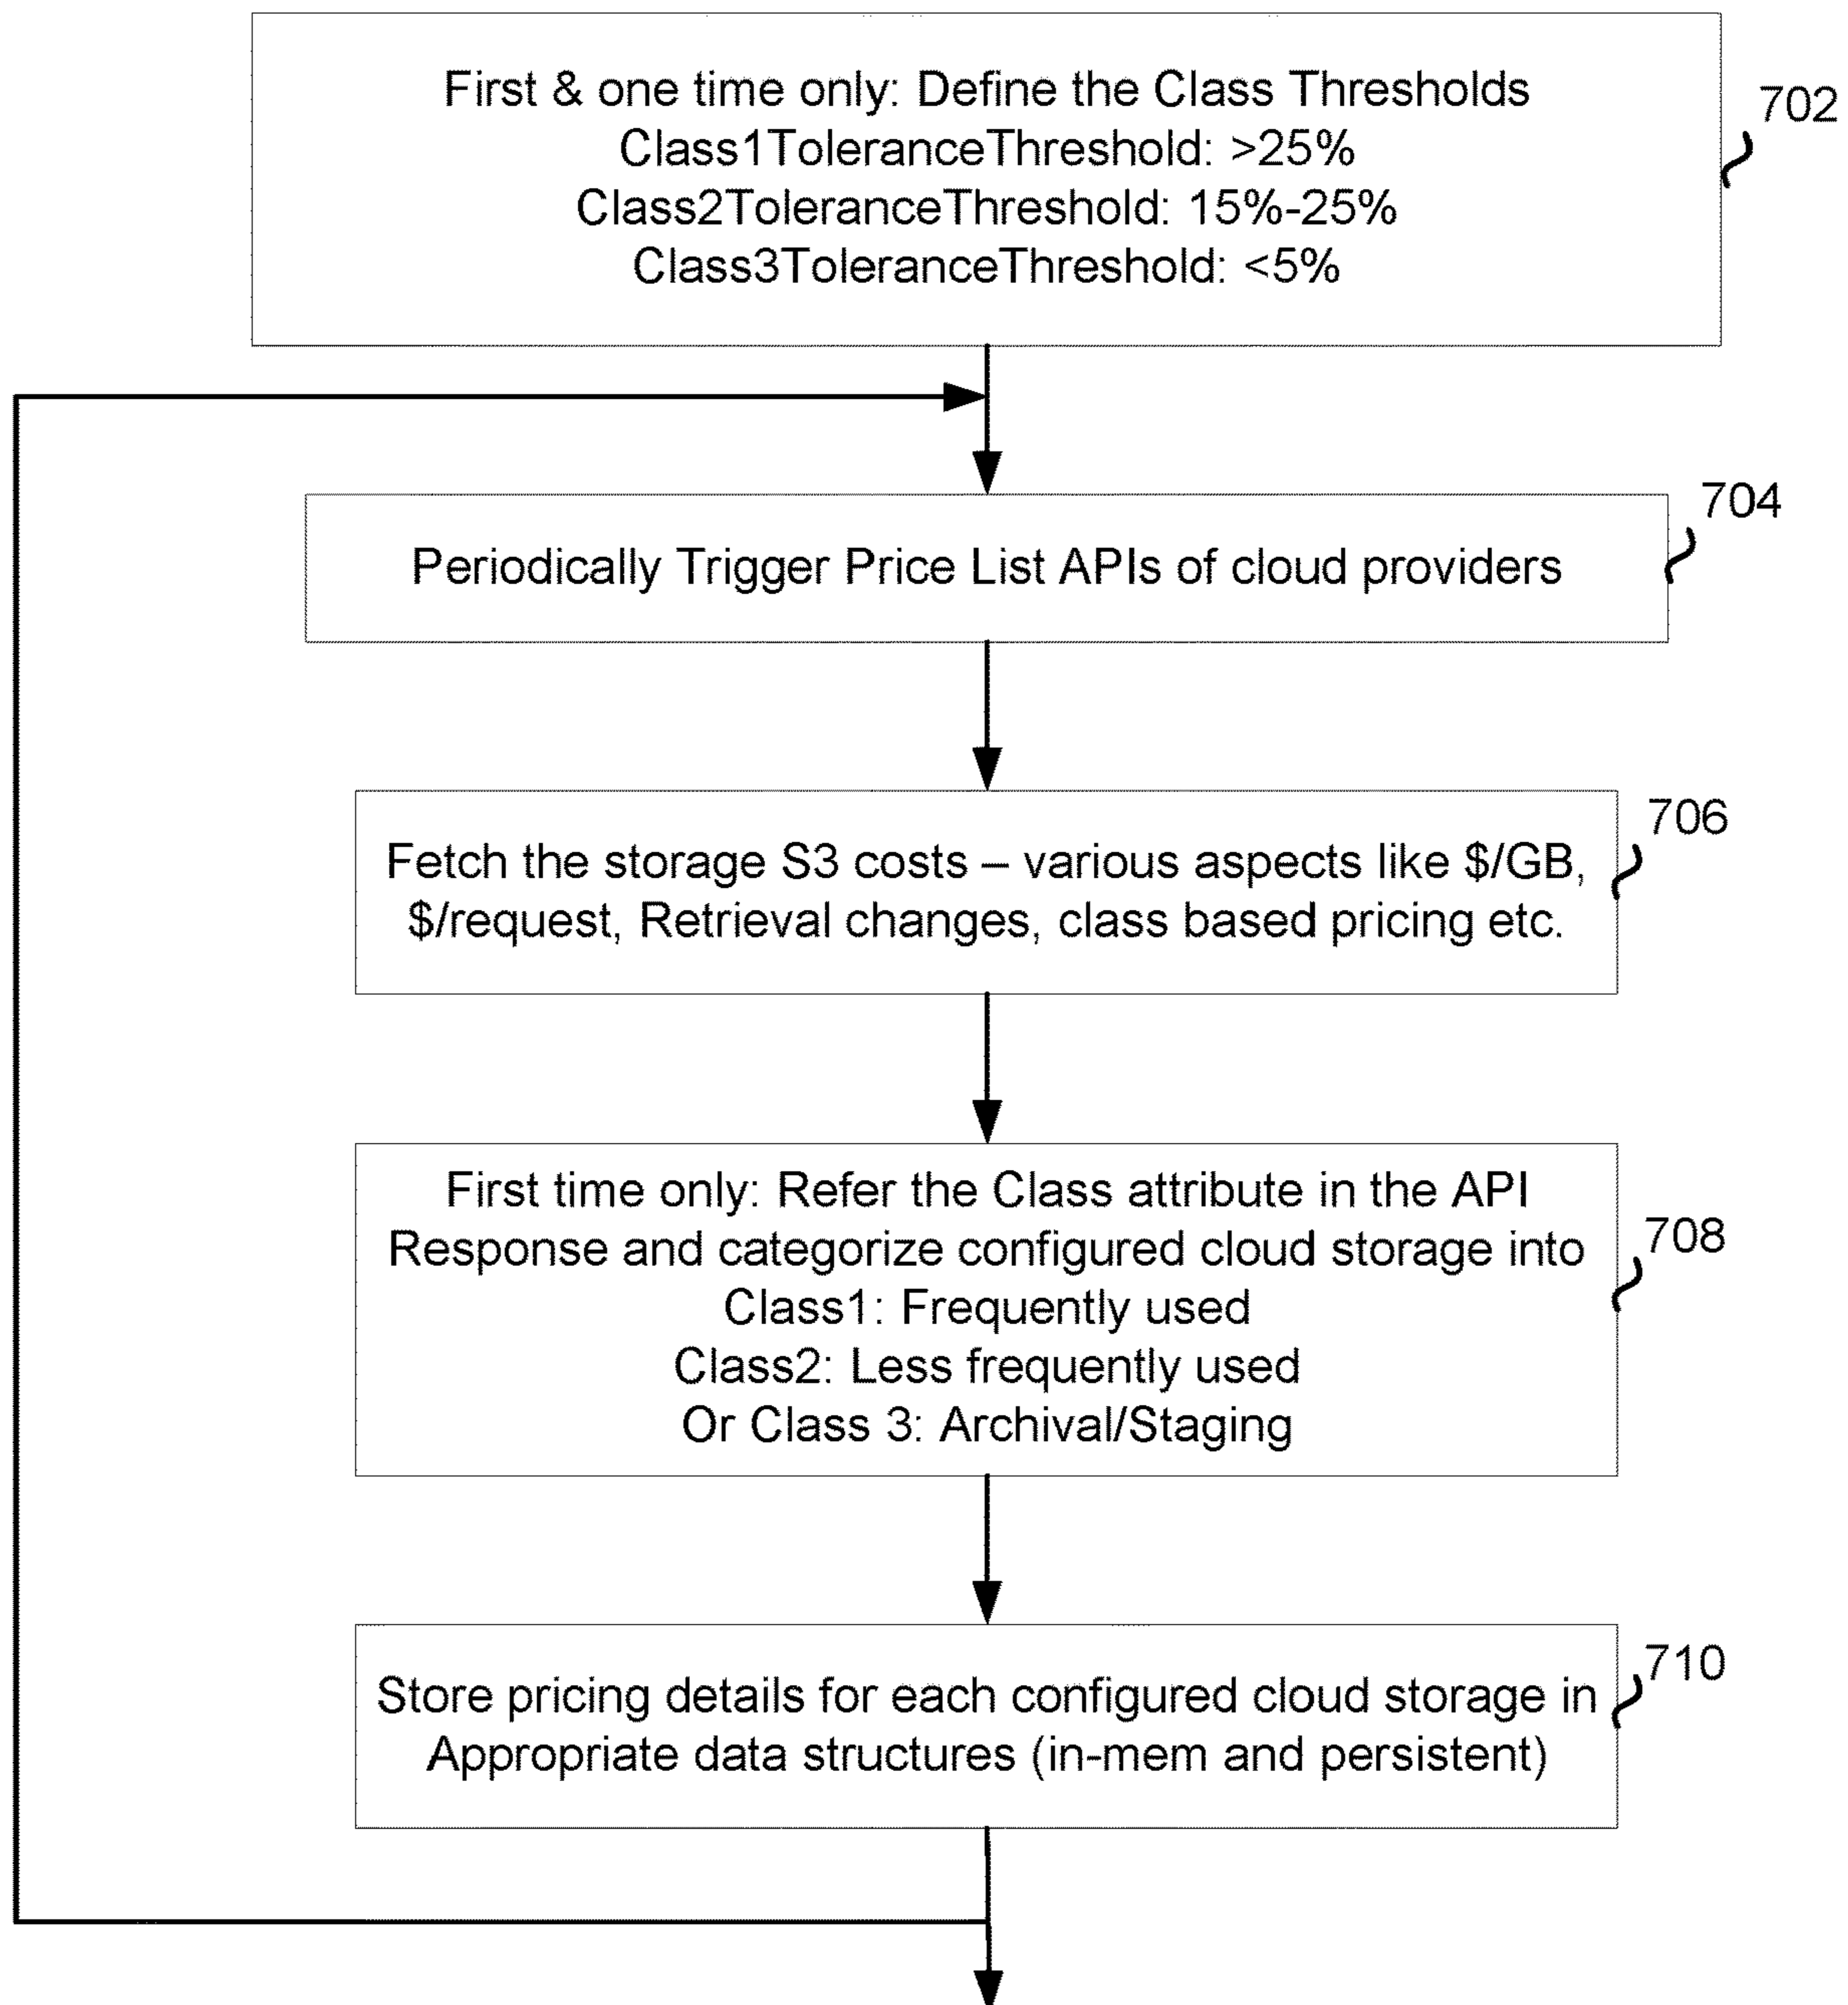 First & one time only: Define the Class Thresholds
Class1ToleranceThreshold: >25%
Class2ToleranceThreshold: 15%-25%
Class3ToleranceThreshold: <5%
702
704
Periodically Trigger Price List APIs of cloud providers
706
Fetch the storage S3 costs – various aspects like $/GB,
$/request, Retrieval changes, class based pricing etc.
First time only: Refer the Class attribute in the API
Response and categorize configured cloud storage into
Class1: Frequently used
Class2: Less frequently used
Or Class 3: Archival/Staging
708
710
Store pricing details for each configured cloud storage in
Appropriate data structures (in-mem and persistent)